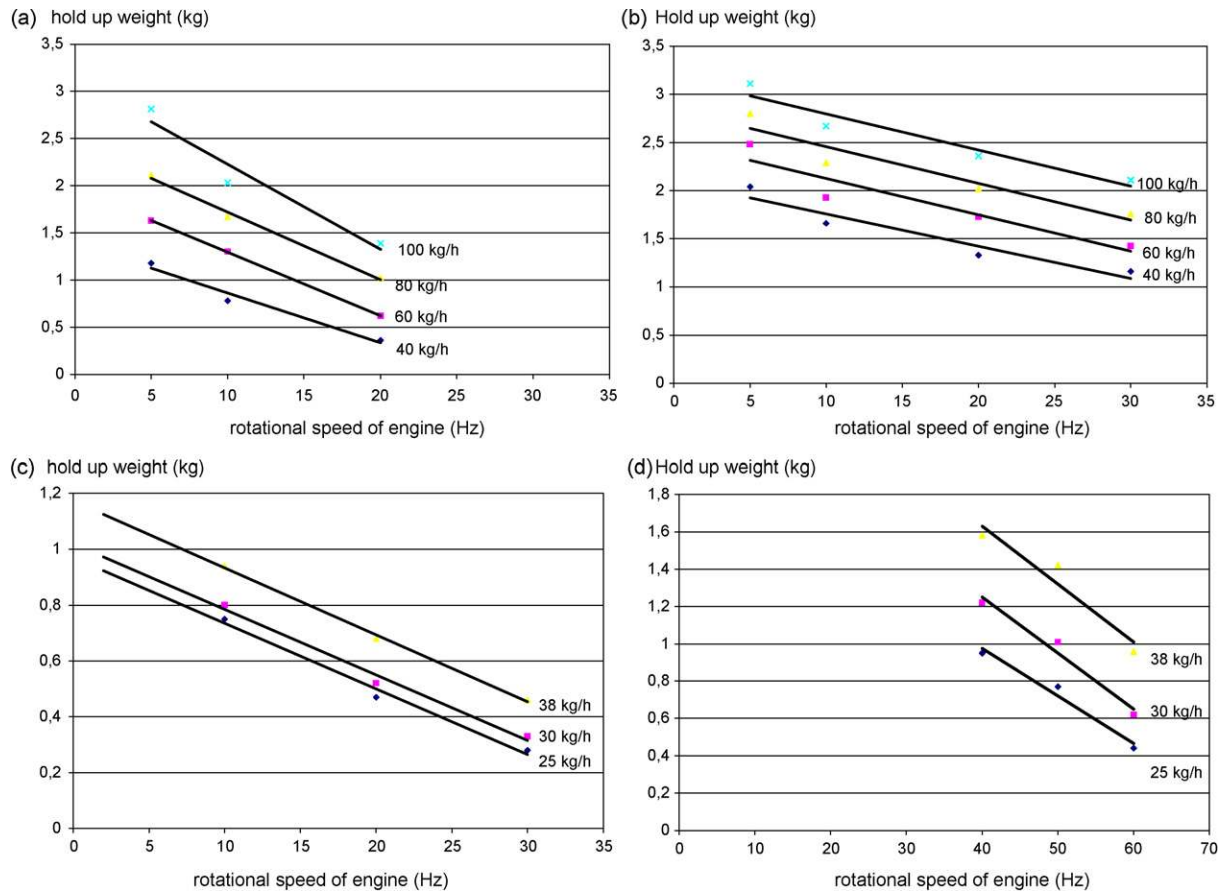 (a) hold up weight (kg)
3,5
3
2,5
2
1,5
1
0,5
0
0 5 10 15 20 25 30 35
100 kg/h
80 kg/h
60 kg/h
40 kg/h
rotational speed of engine (Hz)
(b) Hold up weight (kg)
3,5
3
2,5
2
1,5
1
0,5
0
0 5 10 15 20 25 30 35
100 kg/h
80 kg/h
60 kg/h
40 kg/h
rotational speed of engine (Hz)
(c) hold up weight (kg)
1,2
1
0,8
0,6
0,4
0,2
0
0 5 10 15 20 25 30 35
38 kg/h
30 kg/h
25 kg/h
rotational speed of engine (Hz)
(d) Hold up weight (kg)
1,8
1,6
1,4
1,2
1
0,8
0,6
0,4
0,2
0
0 10 20 30 40 50 60 70
38 kg/h
30 kg/h
25 kg/h
rotational speed of engine (Hz)